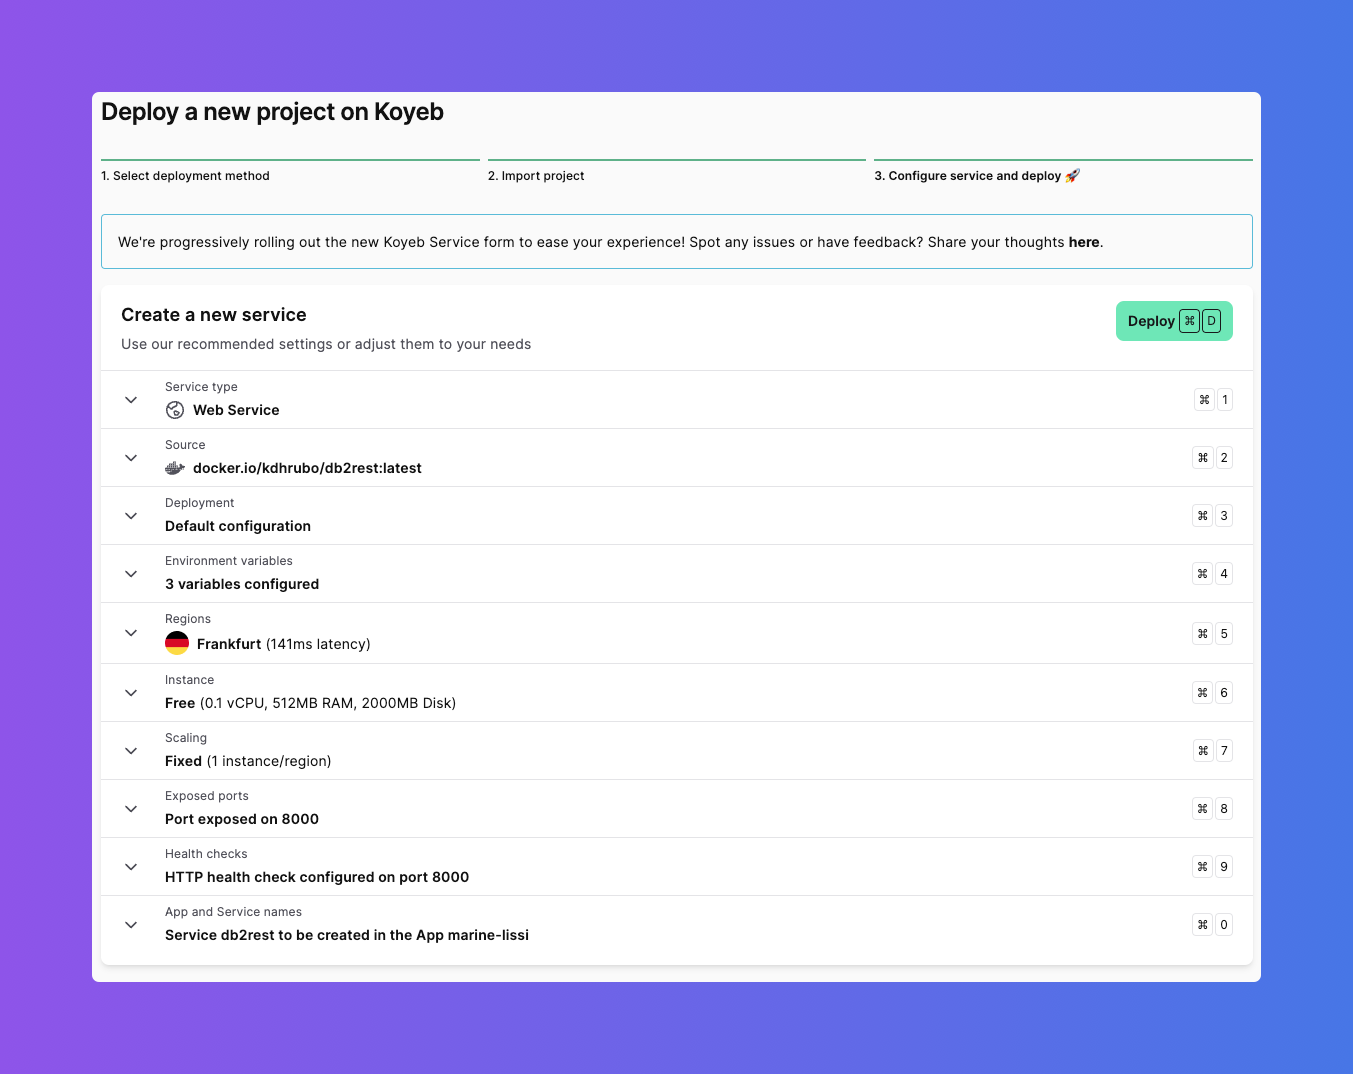 Deploy a new project on Koyeb
1. Select deployment method
2. Import project
3. Configure service and deploy 🚀
We're progressively rolling out the new Koyeb Service form to ease your experience! Spot any issues or have feedback? Share your thoughts here.
Create a new service
Deploy ⌘ D
Use our recommended settings or adjust them to your needs
Service type
Web Service
⌘ 1
Source
docker.io/kdhrubo/db2rest:latest
⌘ 2
Deployment
Default configuration
⌘ 3
Environment variables
3 variables configured
⌘ 4
Regions
Frankfurt (141ms latency)
⌘ 5
Instance
Free (0.1 vCPU, 512MB RAM, 2000MB Disk)
⌘ 6
Scaling
Fixed (1 instance/region)
⌘ 7
Exposed ports
Port exposed on 8000
⌘ 8
Health checks
HTTP health check configured on port 8000
⌘ 9
App and Service names
Service db2rest to be created in the App marine-lissi
⌘ 0